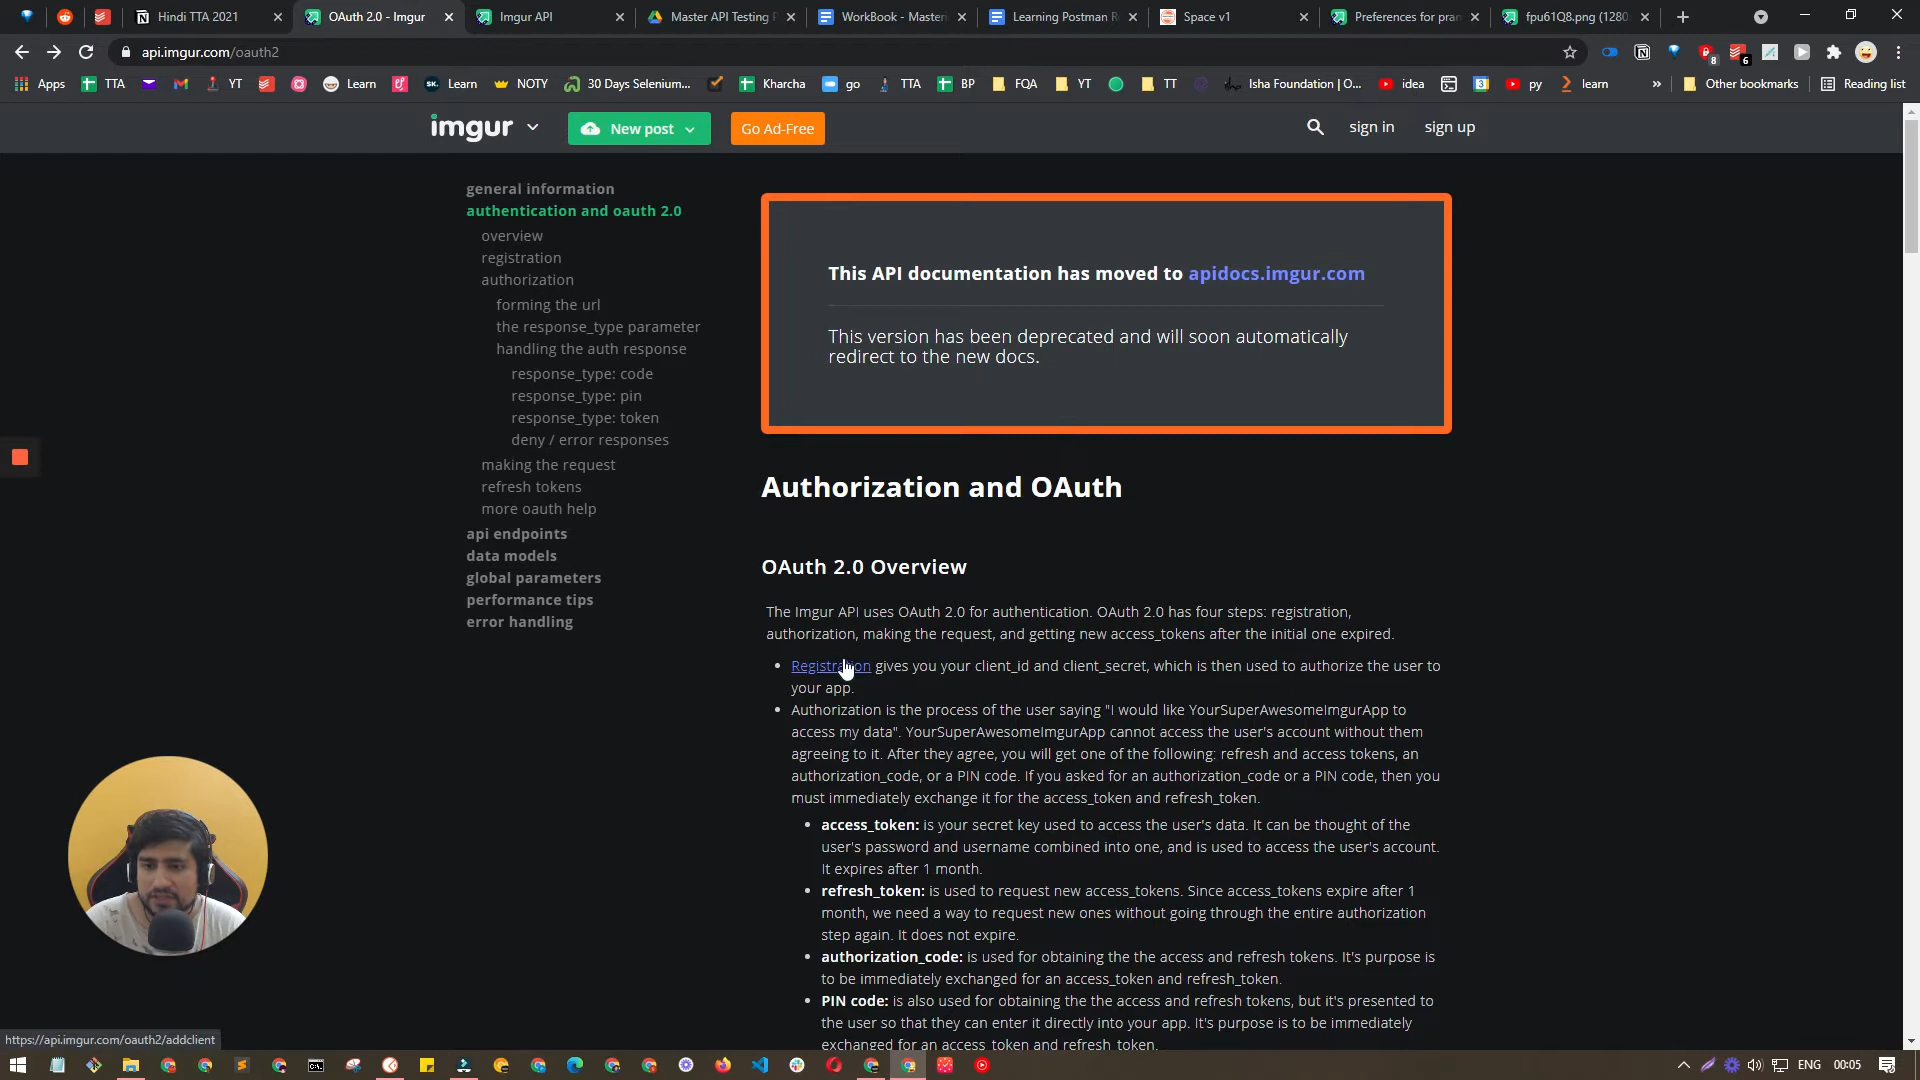 Hindi TTA 2021
OAuth 2.0 - Imgur
Imgur API
Master API Testing
WorkBook - Master
Learning Postman R
Space v1
Preferences for pran
fpu61Q8.png (1280
api.imgur.com/oauth2
8
6
Apps
TTA
YT
Learn
Learn
NOTY
30 Days Selenium...
Kharcha
go
TTA
BP
FQA
YT
TT
Isha Foundation | O...
idea
py
learn
»
Other bookmarks
Reading list
imgur
New post
Go Ad-Free
sign in
sign up
general information
authentication and oauth 2.0
overview
registration
authorization
forming the url
the response_type parameter
handling the auth response
response_type: code
response_type: pin
response_type: token
deny / error responses
making the request
refresh tokens
more oauth help
api endpoints
data models
global parameters
performance tips
error handling
This API documentation has moved to apidocs.imgur.com
This version has been deprecated and will soon automatically
redirect to the new docs.
Authorization and OAuth
OAuth 2.0 Overview
The Imgur API uses OAuth 2.0 for authentication. OAuth 2.0 has four steps: registration,
authorization, making the request, and getting new access_tokens after the initial one expired.
• Registration gives you your client_id and client_secret, which is then used to authorize the user to
your app.
• Authorization is the process of the user saying "I would like YourSuperAwesomeImgurApp to
access my data". YourSuperAwesomeImgurApp cannot access the user's account without them
agreeing to it. After they agree, you will get one of the following: refresh and access tokens, an
authorization_code, or a PIN code. If you asked for an authorization_code or a PIN code, then you
must immediately exchange it for the access_token and refresh_token.
• access_token: is your secret key used to access the user's data. It can be thought of the
user's password and username combined into one, and is used to access the user's account.
It expires after 1 month.
• refresh_token: is used to request new access_tokens. Since access_tokens expire after 1
month, we need a way to request new ones without going through the entire authorization
step again. It does not expire.
• authorization_code: is used for obtaining the the access and refresh tokens. It's purpose is
to be immediately exchanged for an access_token and refresh_token.
• PIN code: is also used for obtaining the the access and refresh tokens, but it's presented to
the user so that they can enter it directly into your app. It's purpose is to be immediately
exchanged for an access_token and refresh_token.
https://api.imgur.com/oauth2/addclient
ENG
00:05